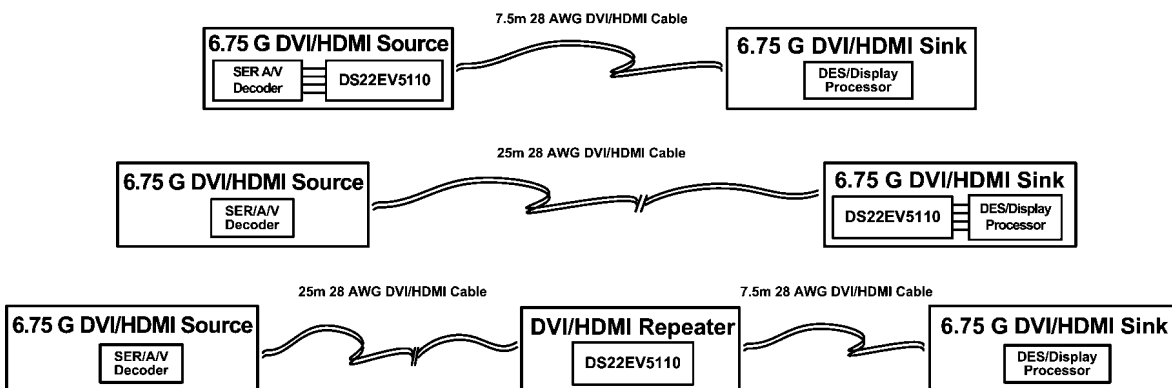 7.5m 28 AWG DVI/HDMI Cable
6.75 G DVI/HDMI Source
SER A/V
Decoder
DS22EV5110
6.75 G DVI/HDMI Sink
DES/Display
Processor
25m 28 AWG DVI/HDMI Cable
6.75 G DVI/HDMI Source
SER/A/V
Decoder
6.75 G DVI/HDMI Sink
DS22EV5110
DES/Display
Processor
25m 28 AWG DVI/HDMI Cable
7.5m 28 AWG DVI/HDMI Cable
6.75 G DVI/HDMI Source
SER/A/V
Decoder
DVI/HDMI Repeater
DS22EV5110
6.75 G DVI/HDMI Sink
DES/Display
Processor